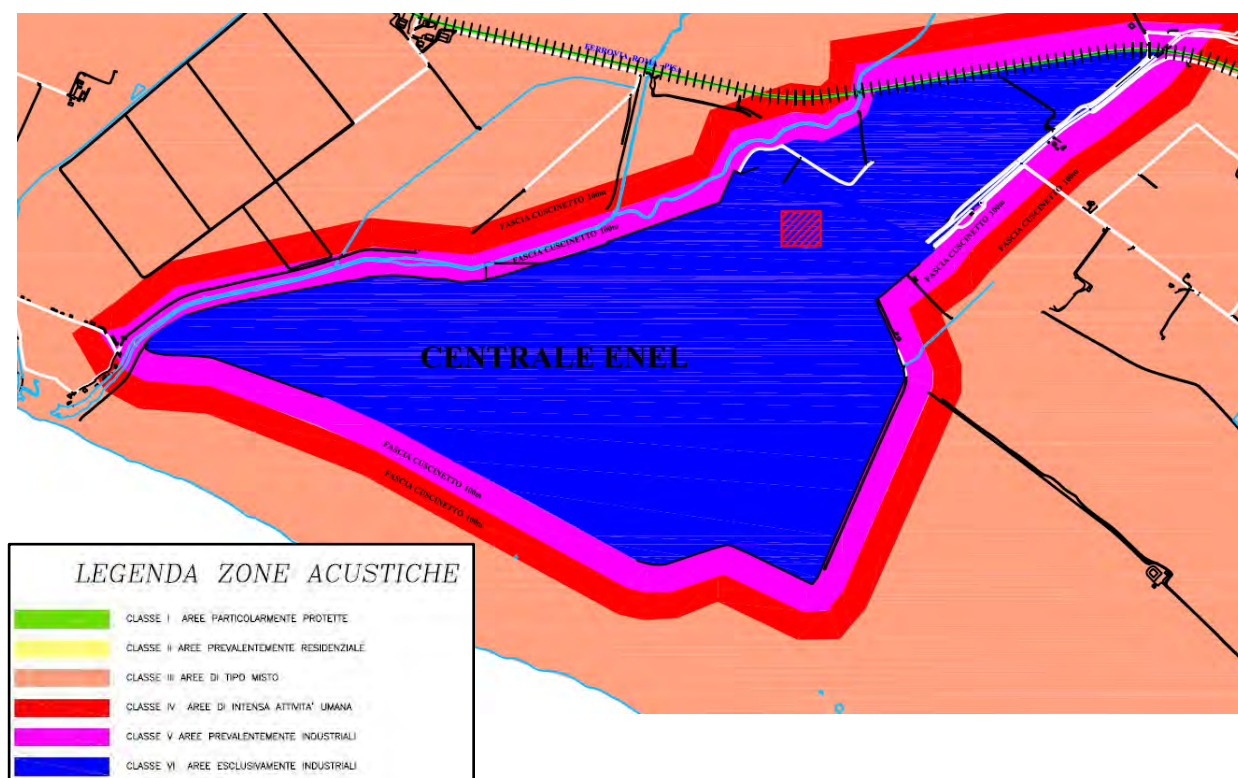 FERROVIA ROMA-PISA
FASCIA CUSCINETTO 100m
FASCIA CUSCINETTO 100m
FASCIA CUSCINETTO 100m
FASCIA CUSCINETTO 100m
CENTRALE ENEL
FASCIA CUSCINETTO 100m
FASCIA CUSCINETTO 100m
LEGENDA ZONE ACUSTICHE
CLASSE I AREE PARTICOLARMENTE PROTETTE
CLASSE II AREE PREVALENTEMENTE RESIDENZIALE
CLASSE III AREE DI TIPO MISTO
CLASSE IV AREE DI INTENSA ATTIVITA' UMANA
CLASSE V AREE PREVALENTEMENTE INDUSTRIALI
CLASSE VI AREE ESCLUSIVAMENTE INDUSTRIALI